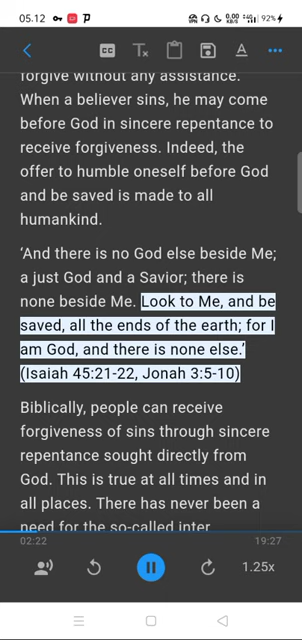 05.12
0.00
KB/S
4G
92%
CC
A
forgive without any assistance.
When a believer sins, he may come
before God in sincere repentance to
receive forgiveness. Indeed, the
offer to humble oneself before God
and be saved is made to all
humankind.
‘And there is no God else beside Me;
a just God and a Savior; there is
none beside Me. Look to Me, and be
saved, all the ends of the earth; for I
am God, and there is none else.’
(Isaiah 45:21-22, Jonah 3:5-10)
Biblically, people can receive
forgiveness of sins through sincere
repentance sought directly from
God. This is true at all times and in
all places. There has never been a
need for the so-called inter
02:22
19:27
1.25x